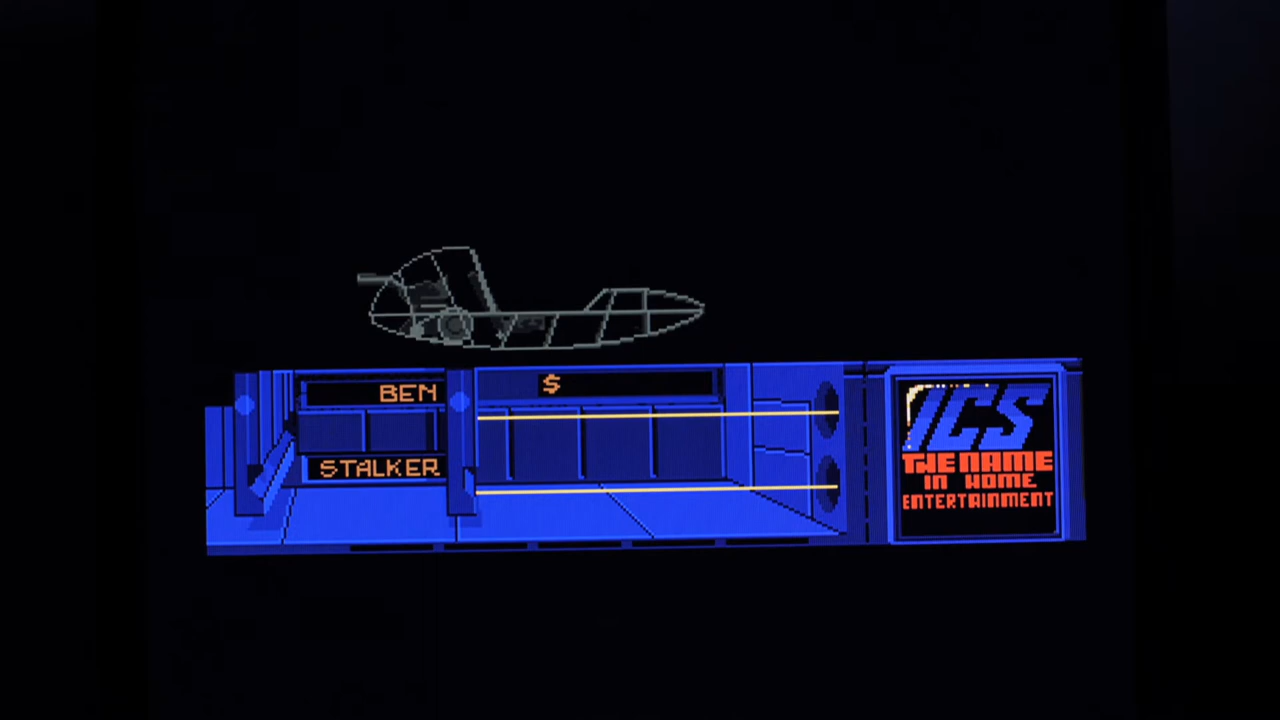 BEN
$
STALKER
ICS
THE NAME
IN HOME
ENTERTAINMENT